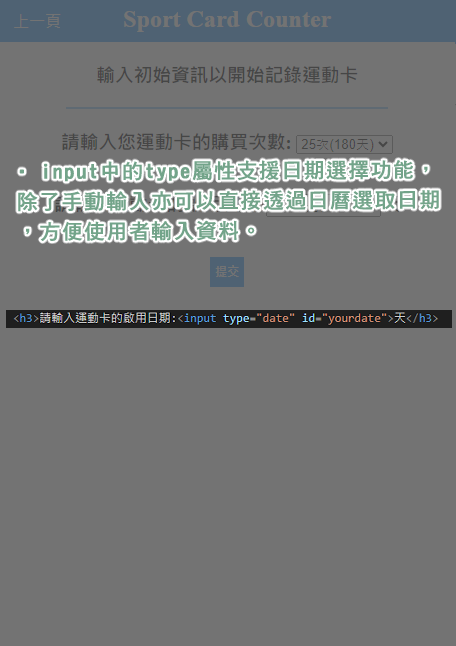 上一頁
Sport Card Counter
輸入初始資訊以開始記錄運動卡
請輸入您運動卡的購買次數: 25次(180天)
· input中的type屬性支援日期選擇功能，
除了手動輸入亦可以直接透過日曆選取日期
，方便使用者輸入資料。
提交
<h3>請輸入運動卡的啟用日期:<input type="date" id="yourdate">天</h3>